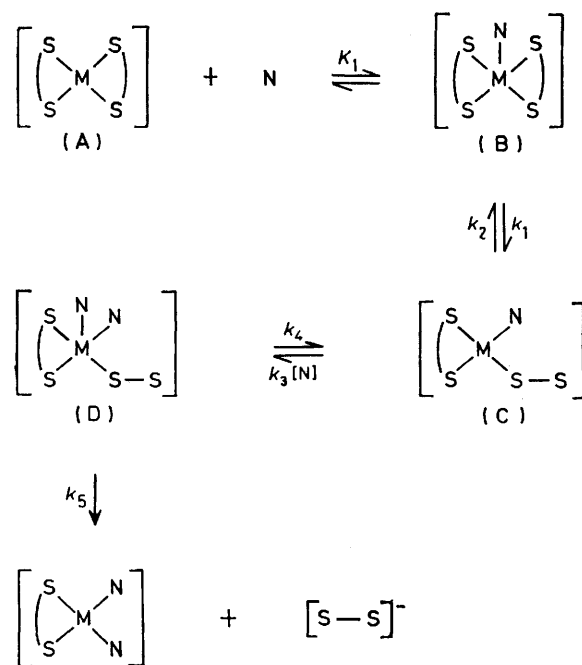 S S M S S + N K₁ N S S M S S
(A) (B)
k₂ k₁
N N S M S S—S k₄ k₃[N] S N M S S—S
(D) (C)
k₅
S N M S N + [S—S]⁻